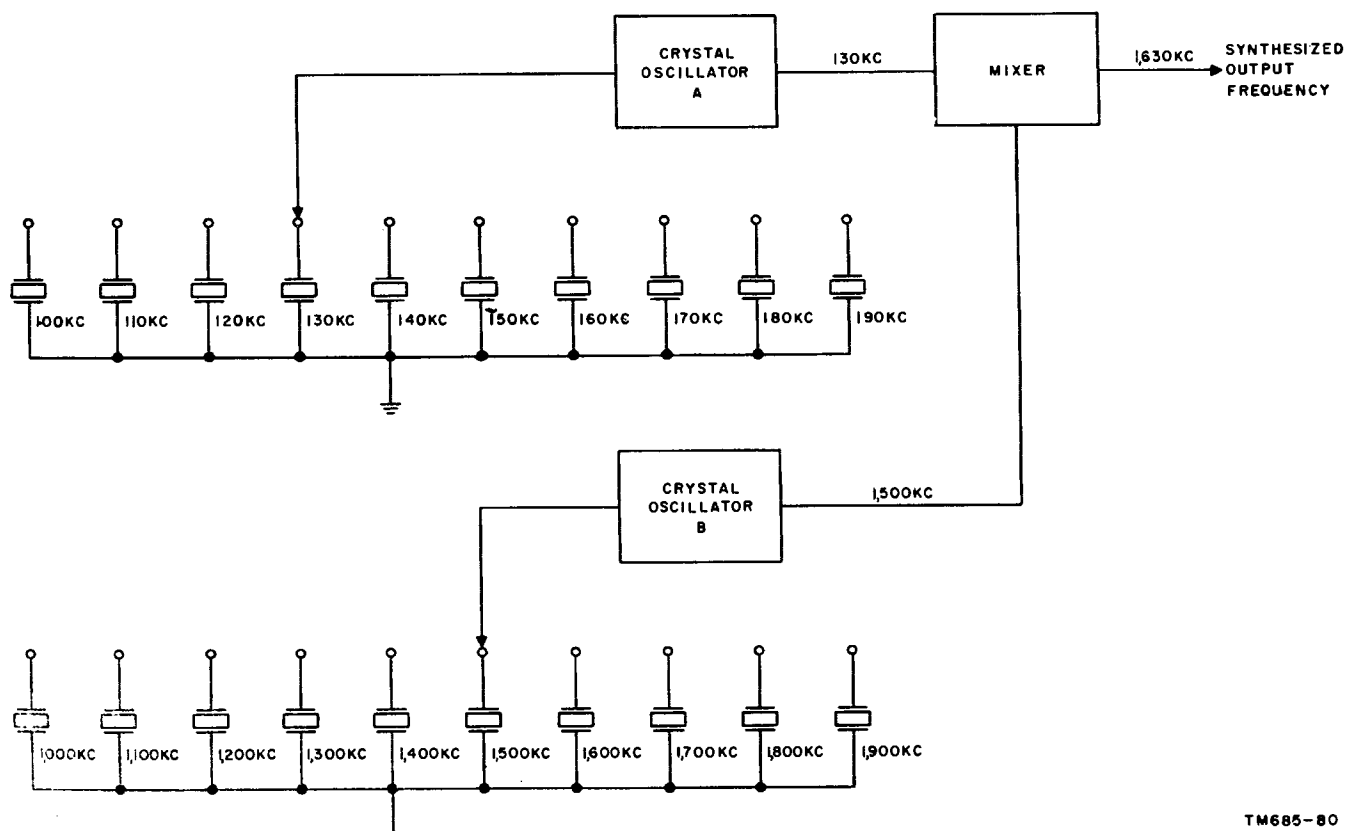 CRYSTAL
OSCILLATOR
A
130KC
MIXER
1,630KC
SYNTHESIZED
OUTPUT
FREQUENCY
100KC
110KC
120KC
130KC
140KC
150KC
160KC
170KC
180KC
190KC
CRYSTAL
OSCILLATOR
B
1,500KC
1,000KC
1,100KC
1,200KC
1,300KC
1,400KC
1,500KC
1,600KC
1,700KC
1,800KC
1,900KC
TM685-80